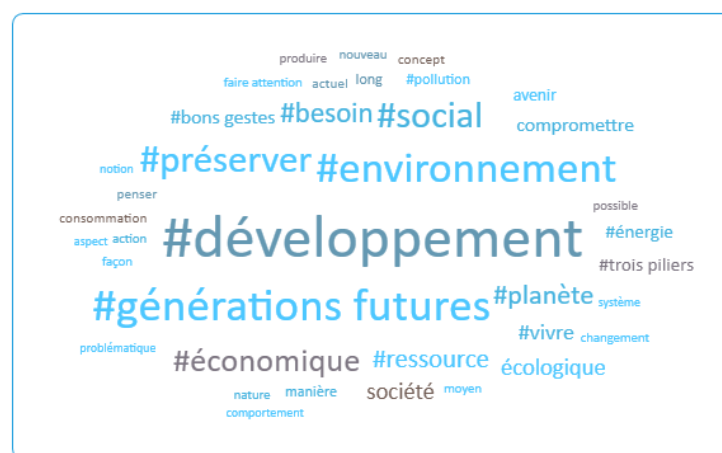 produire nouveau concept
faire attention actuel long #pollution avenir
#bons gestes #besoin #social compromettre
notion #préserver #environnement
penser possible
consommation #développement #énergie
aspect action #trois piliers
façon
#générations futures #planète système
#vivre changement
problématique #économique #ressource écologique
nature manière société moyen
comportement